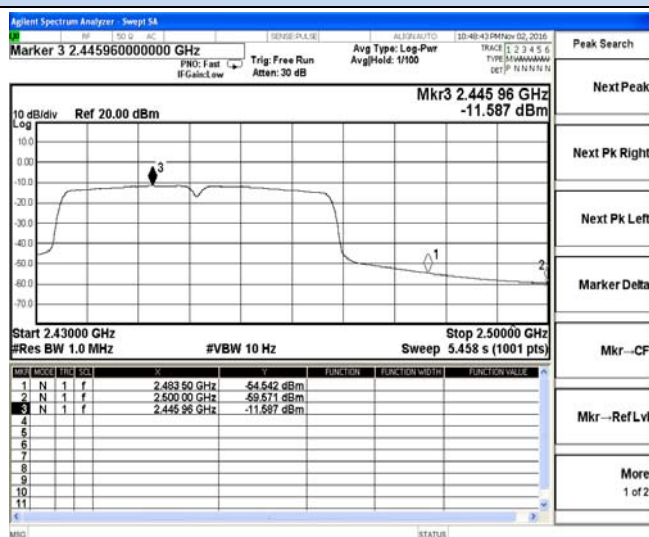 Agilent Spectrum Analyzer - Swept SA
RF 50 Ω AC SENSE:PULSE ALIGN AUTO 10:48:43 PM Nov 02, 2016
Marker 3 2.445960000000 GHz
PNO: Fast
IFGain:Low
Trig: Free Run
Atten: 30 dB
Avg Type: Log-Pwr
Avg|Hold: 1/100
TRACE 1 2 3 4 5 6
TYPE MWWWWW
DET P N N N N N
Peak Search
Mkr3 2.445 96 GHz
-11.587 dBm
10 dB/div Ref 20.00 dBm
Log
10.0
0.00
-10.0
-20.0
-30.0
-40.0
-50.0
-60.0
-70.0
3
1
2
Start 2.43000 GHz Stop 2.50000 GHz
#Res BW 1.0 MHz #VBW 10 Hz Sweep 5.458 s (1001 pts)
MKR MODE TRC SCL X Y FUNCTION FUNCTION WIDTH FUNCTION VALUE
1 N 1 f 2.483 50 GHz -54.542 dBm
2 N 1 f 2.500 00 GHz -59.571 dBm
3 N 1 f 2.445 96 GHz -11.587 dBm
4
5
6
7
8
9
10
11
MSG STATUS
Next Peak
Next Pk Right
Next Pk Left
Marker Delta
Mkr→CF
Mkr→Ref Lvl
More
1 of 2